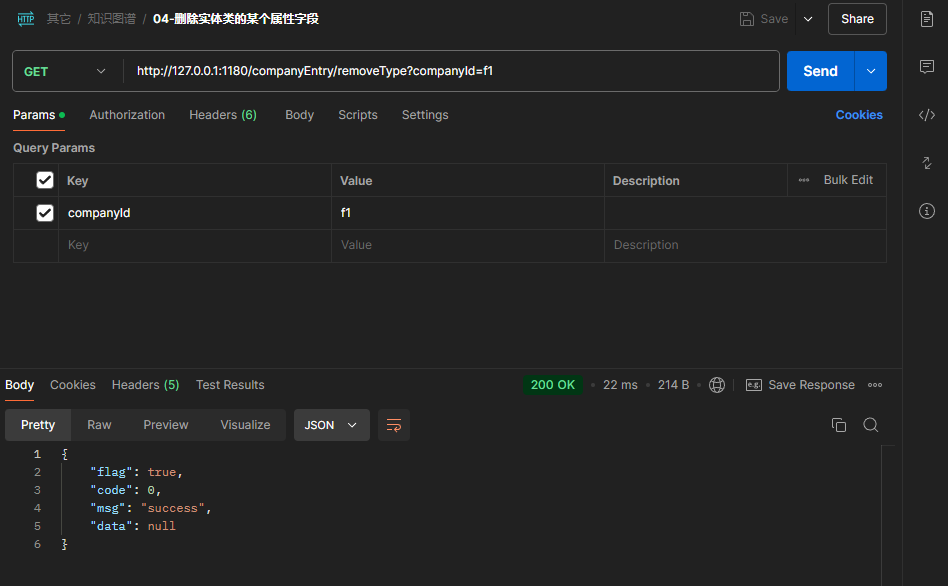 HTTP 其它 / 知识图谱 / 04-删除实体类的某个属性字段 Save Share
GET http://127.0.0.1:1180/companyEntry/removeType?companyId=f1 Send
Params Authorization Headers (6) Body Scripts Settings Cookies
Query Params
Key Value Description Bulk Edit
companyId f1
Key Value Description
Body Cookies Headers (5) Test Results 200 OK 22 ms 214 B e.g. Save Response
Pretty Raw Preview Visualize JSON
1 {
2 "flag": true,
3 "code": 0,
4 "msg": "success",
5 "data": null
6 }